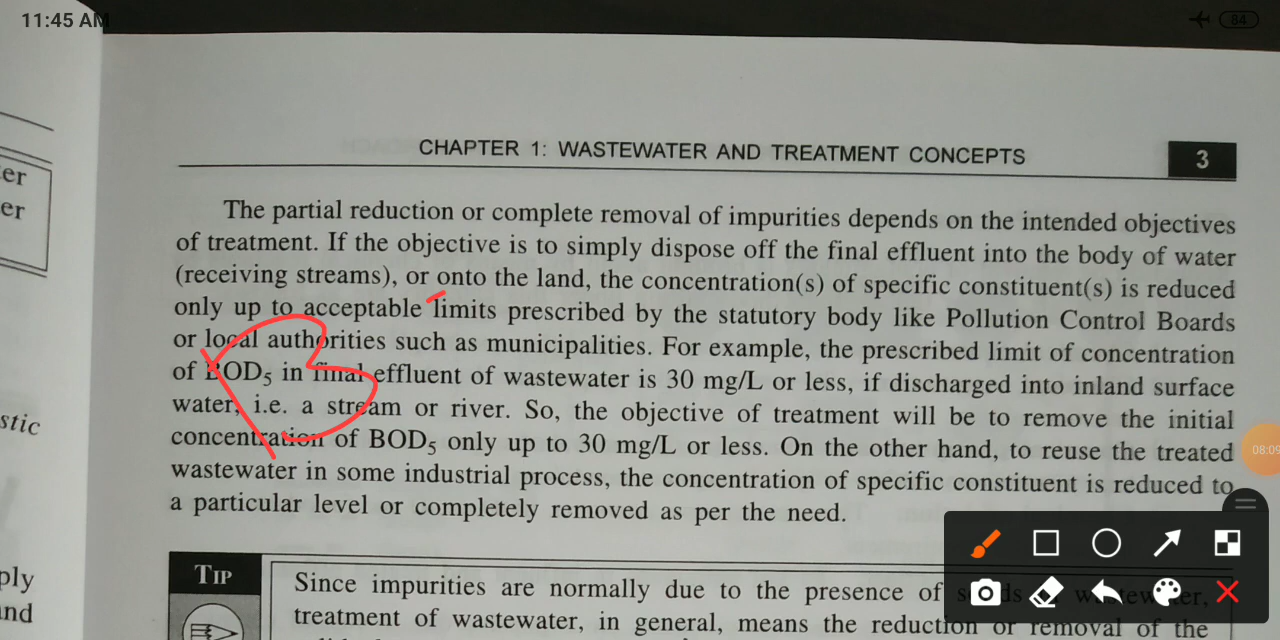 11:45 AM
84
CHAPTER 1: WASTEWATER AND TREATMENT CONCEPTS
3
The partial reduction or complete removal of impurities depends on the intended objectives
of treatment. If the objective is to simply dispose off the final effluent into the body of water
(receiving streams), or onto the land, the concentration(s) of specific constituent(s) is reduced
only up to acceptable limits prescribed by the statutory body like Pollution Control Boards
or local authorities such as municipalities. For example, the prescribed limit of concentration
of BOD5 in final effluent of wastewater is 30 mg/L or less, if discharged into inland surface
water, i.e. a stream or river. So, the objective of treatment will be to remove the initial
concentration of BOD5 only up to 30 mg/L or less. On the other hand, to reuse the treated
wastewater in some industrial process, the concentration of specific constituent is reduced to
a particular level or completely removed as per the need.
08:09
TIP
Since impurities are normally due to the presence of
treatment of wastewater, in general, means the reduction or removal of the
er
er
stic
ply
nd